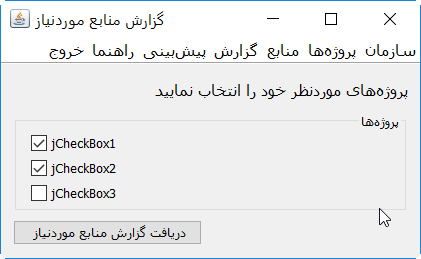 گزارش منابع موردنیاز
سازمان پروژه‌ها منابع گزارش پیش‌بینی راهنما خروج
پروژه‌های موردنظر خود را انتخاب نمایید
پروژه‌ها
jCheckBox1
jCheckBox2
jCheckBox3
دریافت گزارش منابع موردنیاز